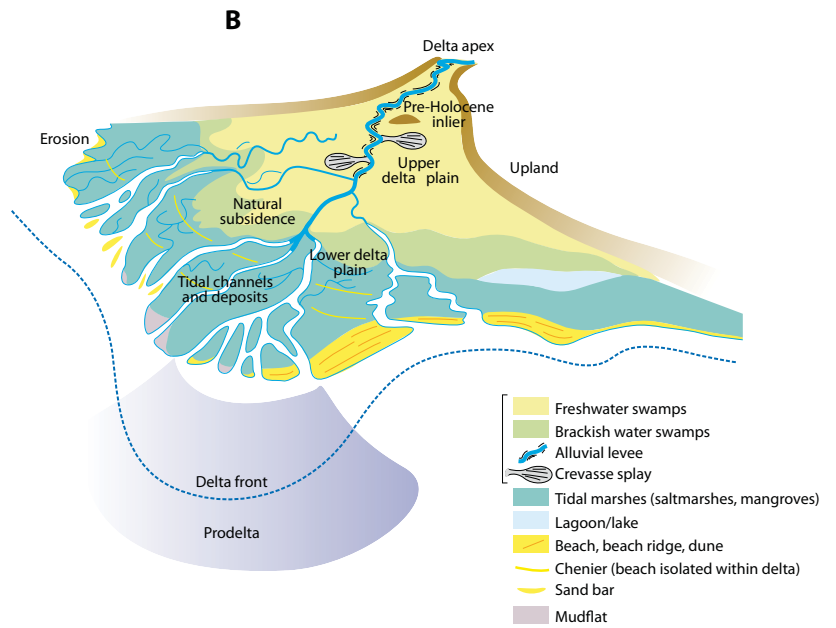 B
Delta apex
Pre-Holocene
inlier
Erosion
Upper
delta plain
Upland
Natural
subsidence
Lower delta
plain
Tidal channels
and deposits
Delta front
Prodelta
Freshwater swamps
Brackish water swamps
Alluvial levee
Crevasse splay
Tidal marshes (saltmarshes, mangroves)
Lagoon/lake
Beach, beach ridge, dune
Chenier (beach isolated within delta)
Sand bar
Mudflat